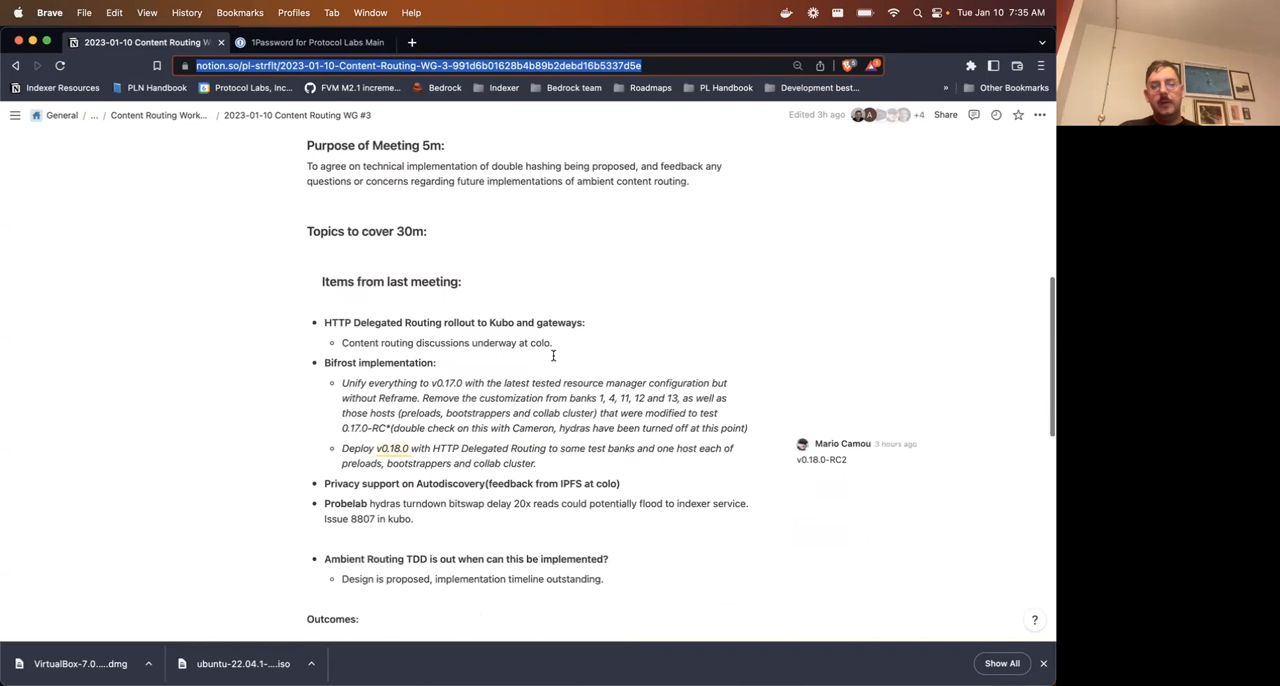 Brave File Edit View History Bookmarks Profiles Tab Window Help Tue Jan 10 7:35 AM
2023-01-10 Content Routing W 1Password for Protocol Labs Main
notion.so/pl-strflt/2023-01-10-Content-Routing-WG-3-991d6b01628b4b89b2debd16b5337d5e
Indexer Resources PLN Handbook Protocol Labs, Inc... FVM M2.1 increme... Bedrock Indexer Bedrock team Roadmaps PL Handbook Development best... » Other Bookmarks
General / ... / Content Routing Work... / 2023-01-10 Content Routing WG #3 Edited 3h ago A +4 Share
Purpose of Meeting 5m:
To agree on technical implementation of double hashing being proposed, and feedback any
questions or concerns regarding future implementations of ambient content routing.
Topics to cover 30m:
Items from last meeting:
HTTP Delegated Routing rollout to Kubo and gateways:
Content routing discussions underway at colo.
Bifrost implementation:
Unify everything to v0.17.0 with the latest tested resource manager configuration but
without Reframe. Remove the customization from banks 1, 4, 11, 12 and 13, as well as
those hosts (preloads, bootstrappers and collab cluster) that were modified to test
0.17.0-RC*(double check on this with Cameron, hydras have been turned off at this point)
Mario Camou 3 hours ago
v0.18.0-RC2
Deploy v0.18.0 with HTTP Delegated Routing to some test banks and one host each of
preloads, bootstrappers and collab cluster.
Privacy support on Autodiscovery(feedback from IPFS at colo)
Probelab hydras turndown bitswap delay 20x reads could potentially flood to indexer service.
Issue 8807 in kubo.
Ambient Routing TDD is out when can this be implemented?
Design is proposed, implementation timeline outstanding.
Outcomes:
?
VirtualBox-7.0.....dmg ubuntu-22.04.1-....iso Show All